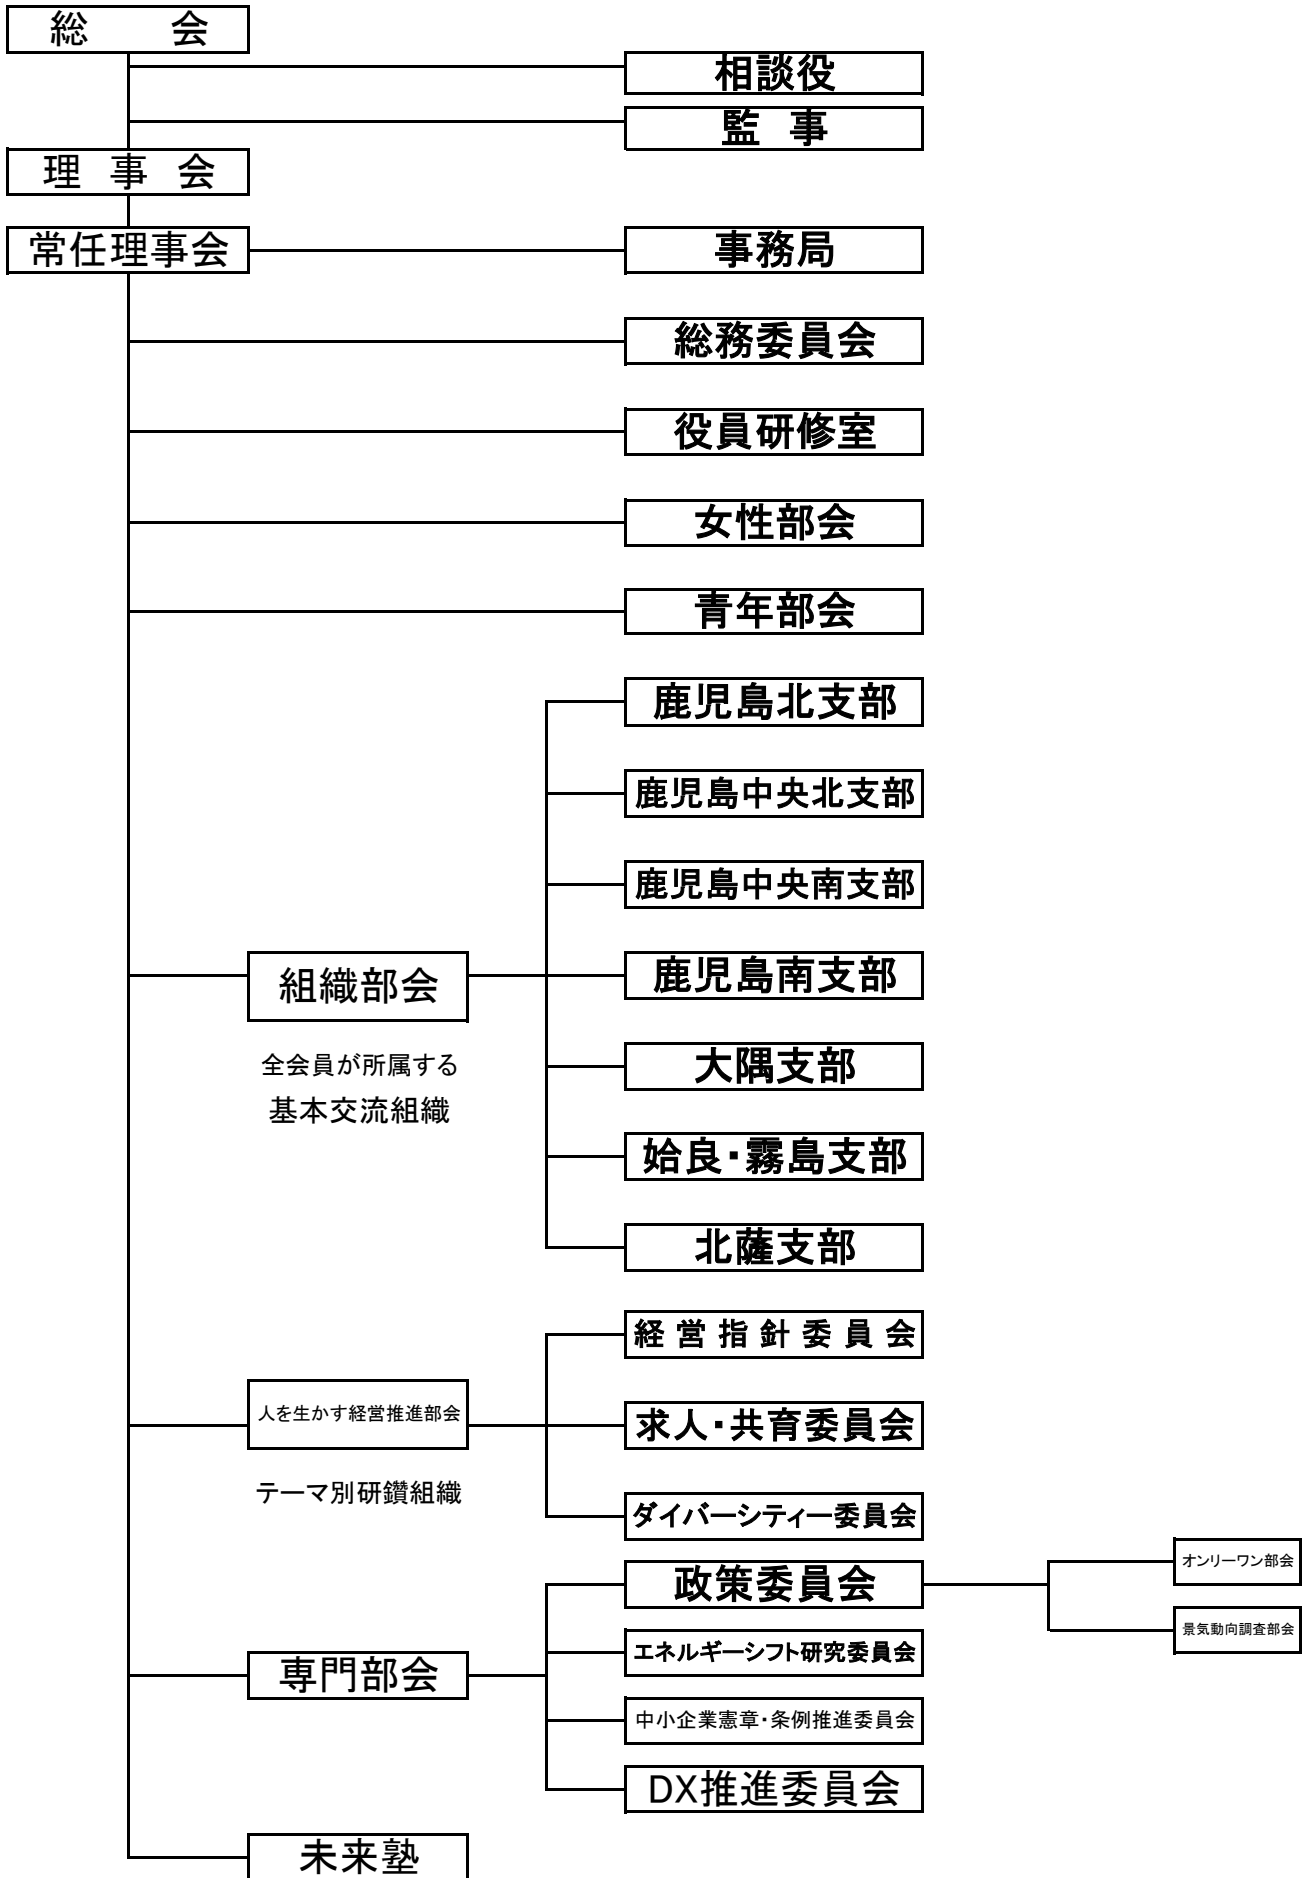 総　会
相談役
監　事
理　事　会
常任理事会
事務局
総務委員会
役員研修室
女性部会
青年部会
鹿児島北支部
鹿児島中央北支部
鹿児島中央南支部
組織部会
鹿児島南支部
全会員が所属する
基本交流組織
大隅支部
姶良・霧島支部
北薩支部
経営指針委員会
人を生かす経営推進部会
求人・共育委員会
テーマ別研鑽組織
ダイバーシティー委員会
政策委員会
オンリーワン部会
景気動向調査部会
エネルギーシフト研究委員会
専門部会
中小企業憲章・条例推進委員会
DX推進委員会
未来塾